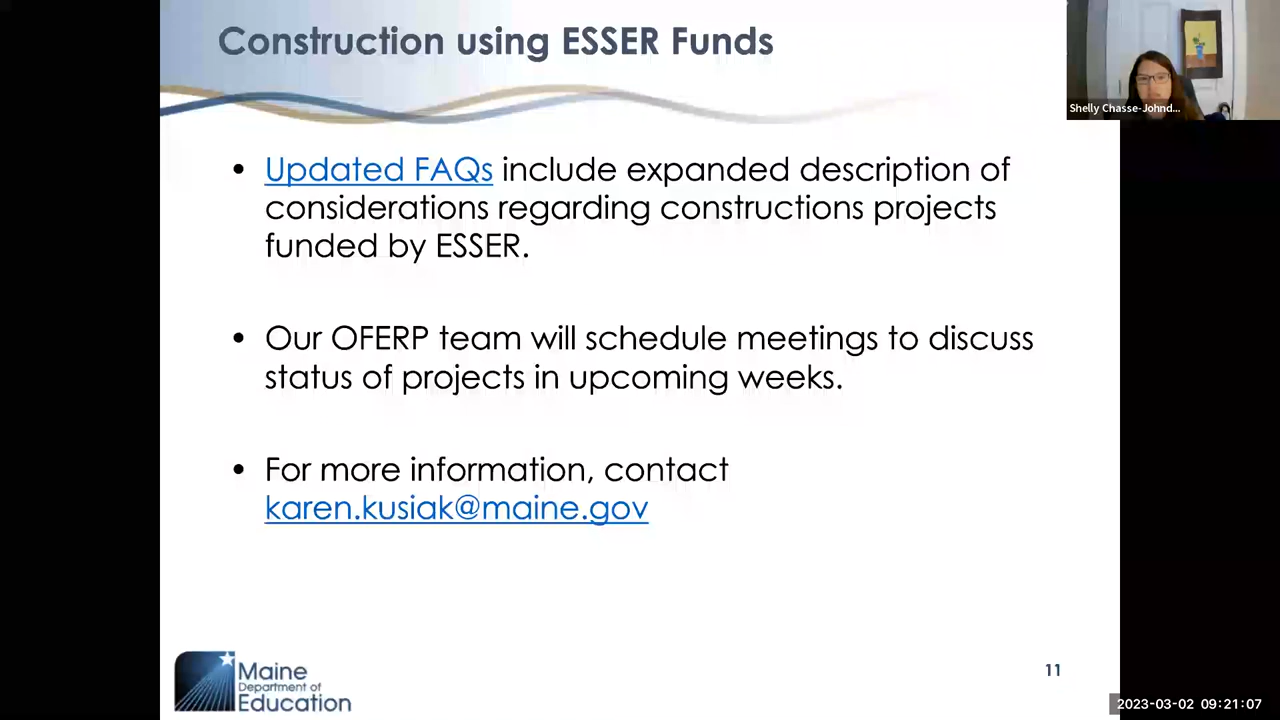 Construction using ESSER Funds
Shelly Chasse-Johnd...
• Updated FAQs include expanded description of
considerations regarding constructions projects
funded by ESSER.
• Our OFERP team will schedule meetings to discuss
status of projects in upcoming weeks.
• For more information, contact
karen.kusiak@maine.gov
Maine
Department of
Education
11
2023-03-02 09:21:07